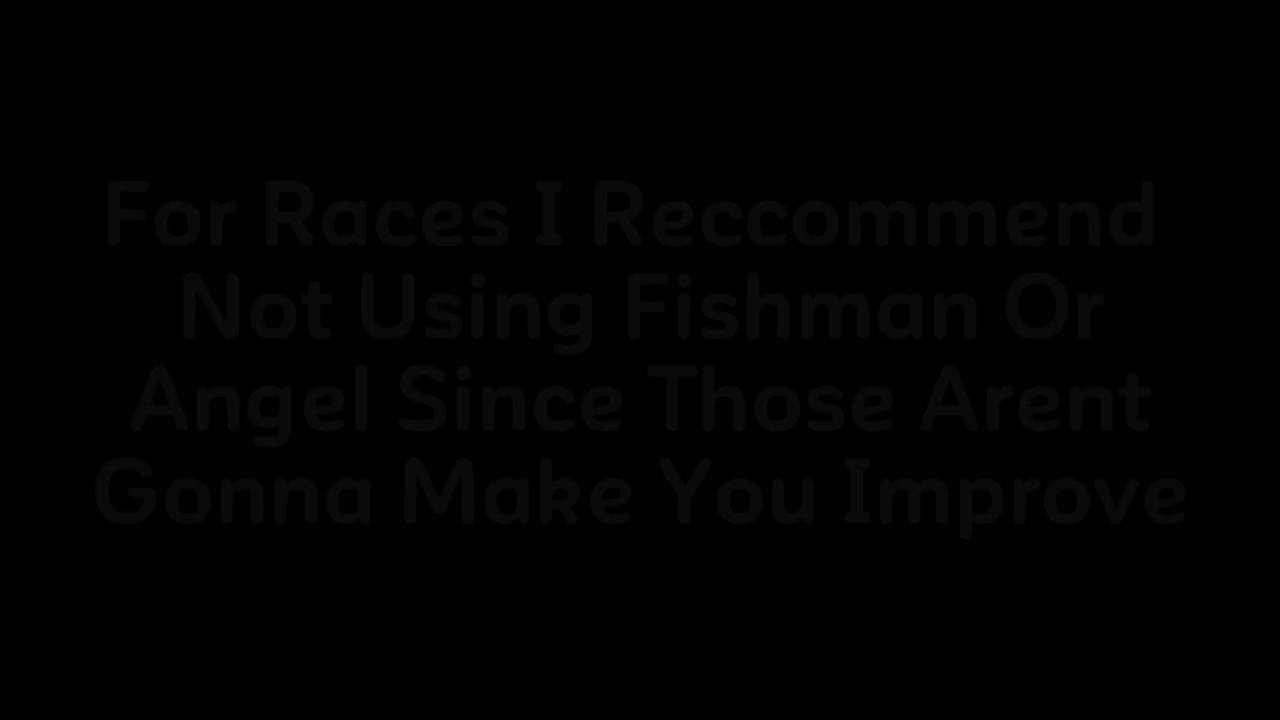 For Races I Reccommend
Not Using Fishman Or
Angel Since Those Arent
Gonna Make You Improve